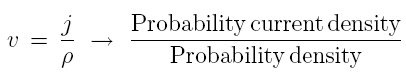 v = j/ρ → Probability current density / Probability density